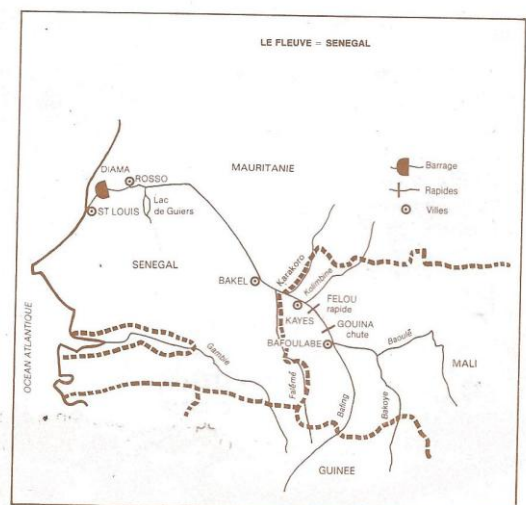 LE FLEUVE = SENEGAL
DIAMA
ROSSO
MAURITANIE
Barrage
Rapides
Villes
ST LOUIS
Lac
de Guiers
SENEGAL
BAKEL
Karakoro
Kolimbine
FELOU
rapide
KAYES
GOUINA
chute
BAFOULABE
Baoulé
MALI
OCEAN ATLANTIQUE
Gambie
Falémé
Bafing
Bakoye
GUINEE